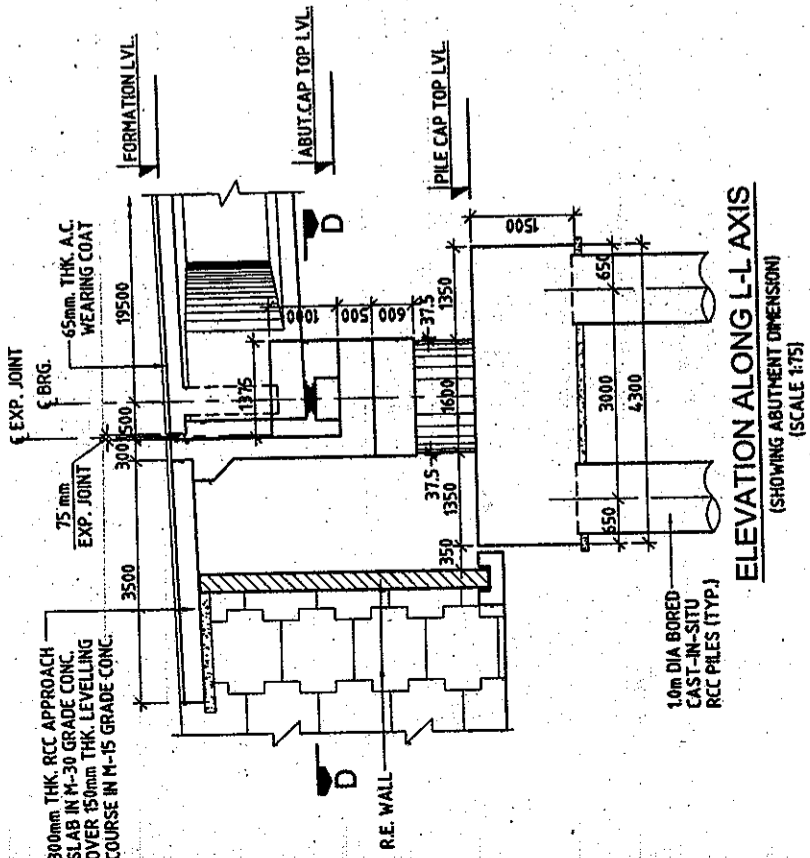 FORMATION LVL.
ABUT.CAP TOP LVL.
PILE CAP TOP LVL.
℄ EXP. JOINT
℄ BRG.
65mm. THK. A.C.
WEARING COAT
75 mm
EXP. JOINT
300mm THK. RCC APPROACH
SLAB IN M-30 GRADE CONC.
OVER 150mm THK. LEVELLING
COURSE IN M-15 GRADE CONC.
3500
300
500
19500
1375
1000
500
600
D
D
37.5
37.5
1350
1600
1350
350
1500
650
3000
650
4300
R.E. WALL
1.0m DIA BORED
CAST-IN-SITU
RCC PILES (TYP.)
ELEVATION ALONG L-L AXIS
(SHOWING ABUTMENT DIMENSION)
(SCALE 1:75)